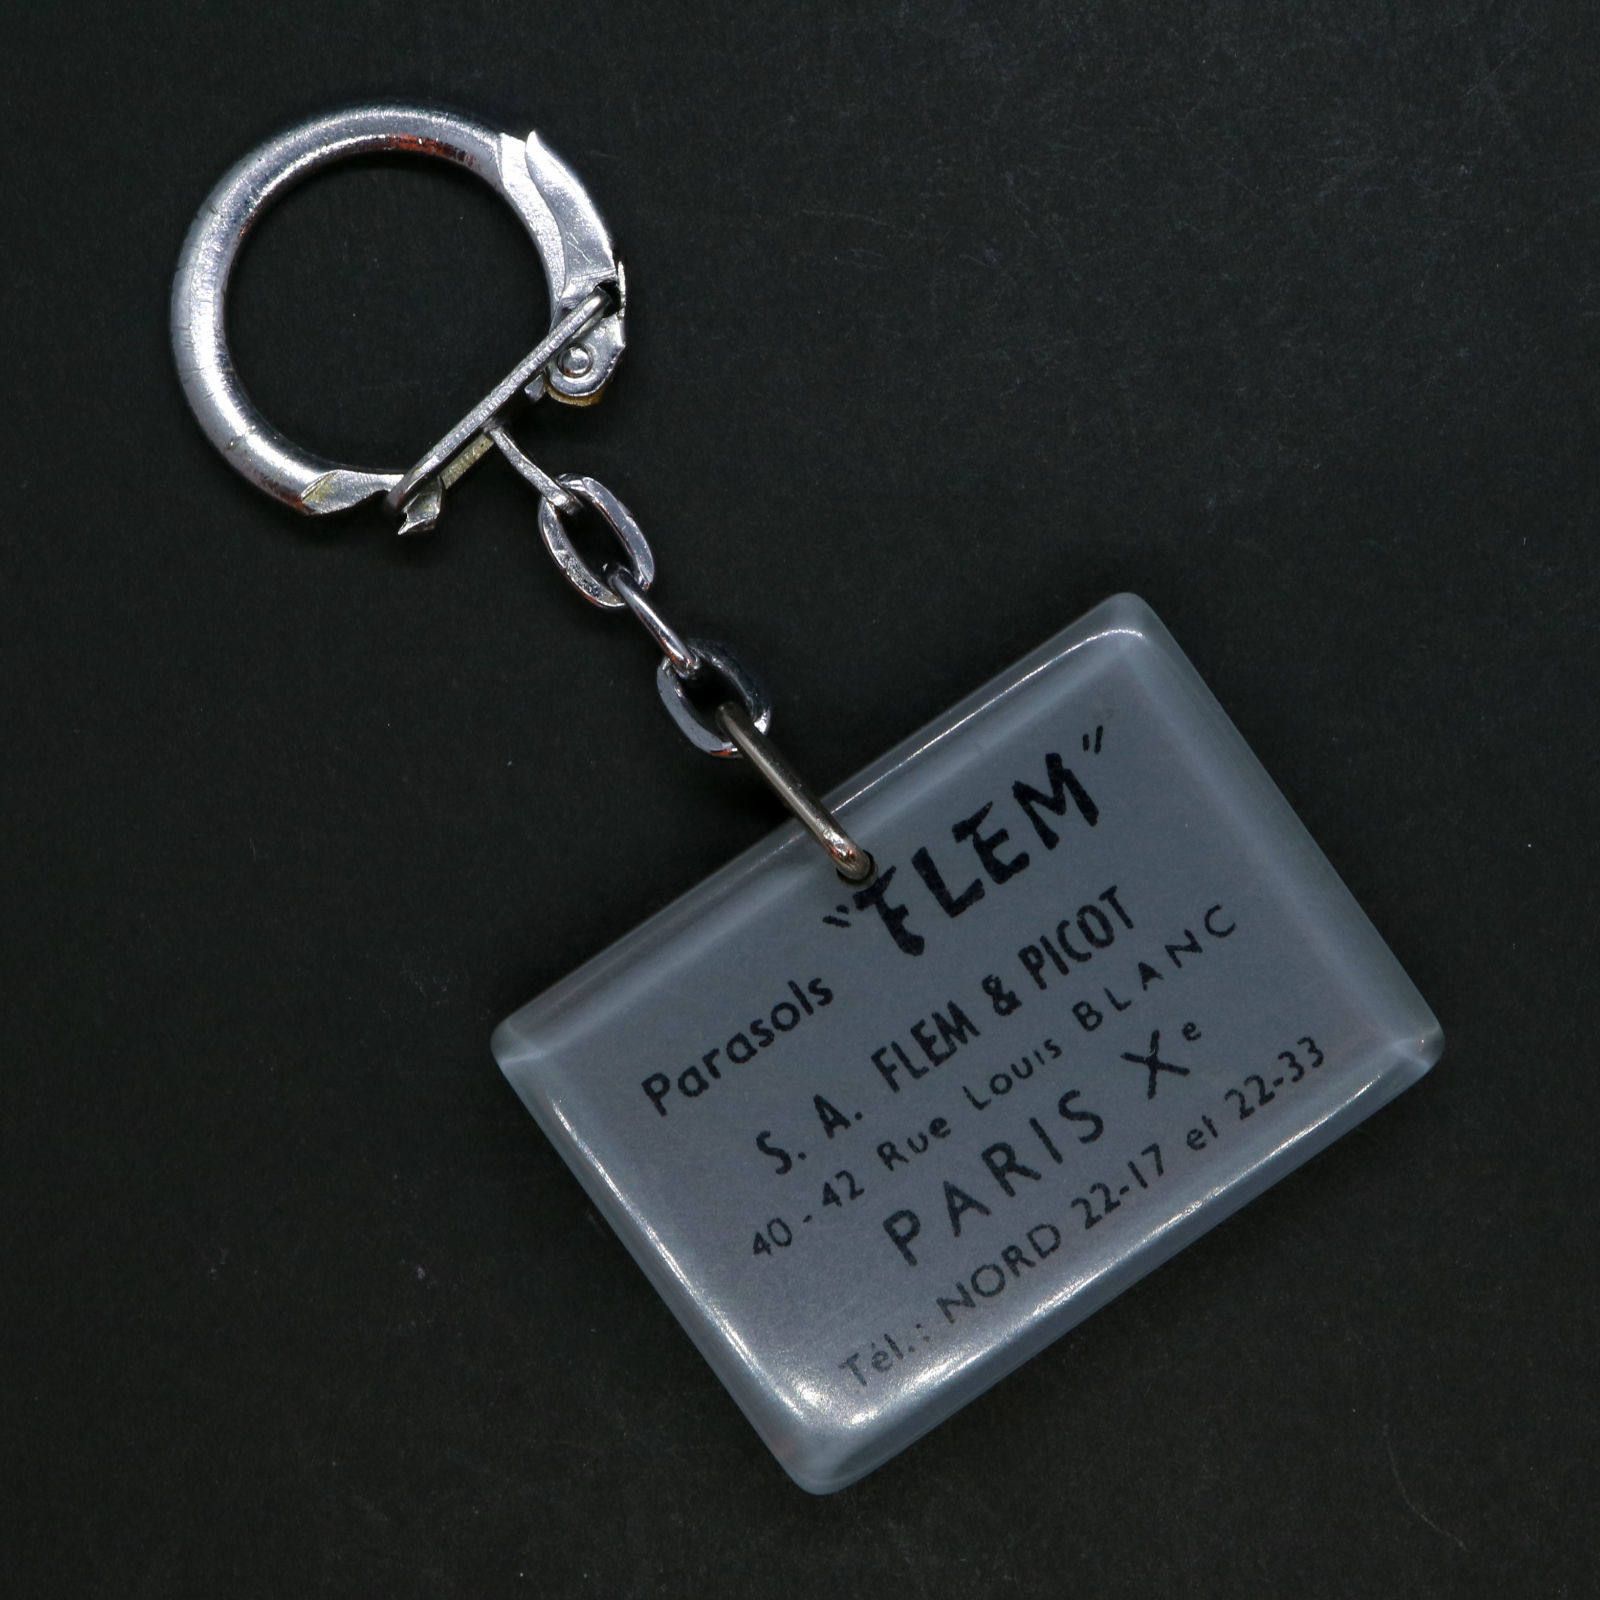 Parasols "FLEM"
S. A. FLEM & PICOT
40-42 Rue Louis BLANC
PARIS Xe
Tél.: NORD 22-17 et 22-33